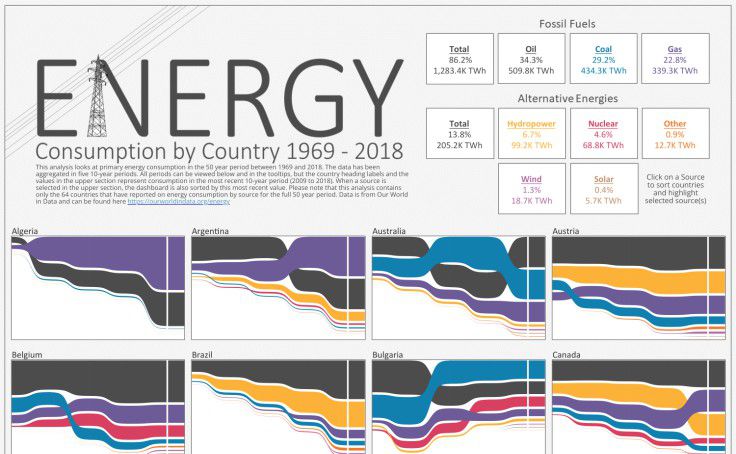 ENERGY
Consumption by Country 1969 - 2018
This analysis looks at primary energy consumption in the 50 year period between 1969 and 2018. The data has been
aggregated in five 10-year periods. All periods can be viewed below and in the tooltips, but the country heading labels and the
values in the upper section represent consumption in the most recent 10-year period (2009 to 2018). When a source is
selected in the upper section, the dashboard is also sorted by this most recent value. Please note that this analysis contains
only the 64 countries that have reported on energy consumption by source for the full 50 year period. Data is from Our World
in Data and can be found here https://ourworldindata.org/energy
Fossil Fuels
Total
86.2%
1,283.4K TWh
Oil
34.3%
509.8K TWh
Coal
29.2%
434.3K TWh
Gas
22.8%
339.3K TWh
Alternative Energies
Total
13.8%
205.2K TWh
Hydropower
6.7%
99.2K TWh
Nuclear
4.6%
68.8K TWh
Other
0.9%
12.7K TWh
Wind
1.3%
18.7K TWh
Solar
0.4%
5.7K TWh
Click on a Source
to sort countries
and highlight
selected source(s)
Algeria
Argentina
Australia
Austria
Belgium
Brazil
Bulgaria
Canada